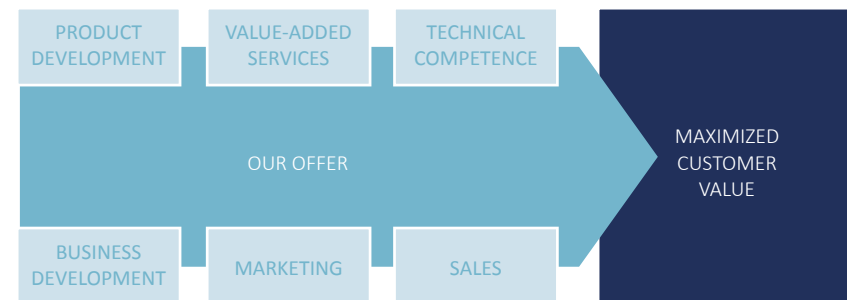 PRODUCT
DEVELOPMENT
VALUE-ADDED
SERVICES
TECHNICAL
COMPETENCE
OUR OFFER
MAXIMIZED
CUSTOMER
VALUE
BUSINESS
DEVELOPMENT
MARKETING
SALES